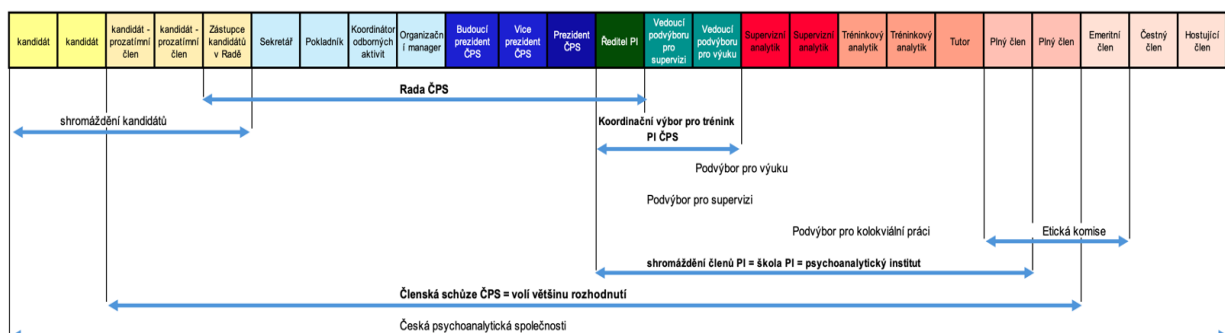 kandidát
kandidát
kandidát -
prozatímní
člen
kandidát -
prozatímní
člen
Zástupce
kandidátů
v Radě
Sekretář
Pokladník
Koordinátor
odborných
aktivit
Organizačn
í manager
Budoucí
prezident
ČPS
Vice
prezident
ČPS
Prezident
ČPS
Ředitel PI
Vedoucí
podvýboru
pro
supervizi
Vedoucí
podvýboru
pro výuku
Supervizní
analytik
Supervizní
analytik
Tréninkový
analytik
Tréninkový
analytik
Tutor
Plný člen
Plný člen
Emeritní
člen
Čestný
člen
Hostující
člen
Rada ČPS
shromáždění kandidátů
Koordinační výbor pro trénink
PI ČPS
Podvýbor pro výuku
Podvýbor pro supervizi
Podvýbor pro kolokviální práci
Etická komise
shromáždění členů PI = škola PI = psychoanalytický institut
Členská schůze ČPS = volí většinu rozhodnutí
Česká psychoanalytická společnosti